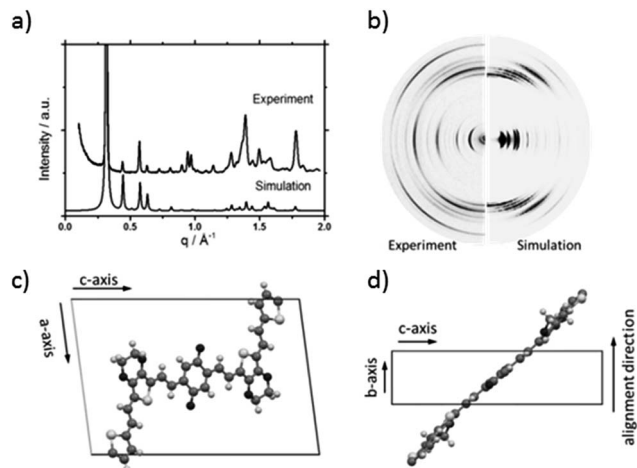 a)
b)
Intensity / a.u.
Experiment
Simulation
0.0 0.5 1.0 1.5 2.0
q / Å⁻¹
Experiment Simulation
c)
c-axis
a-axis
d)
c-axis
b-axis
alignment direction